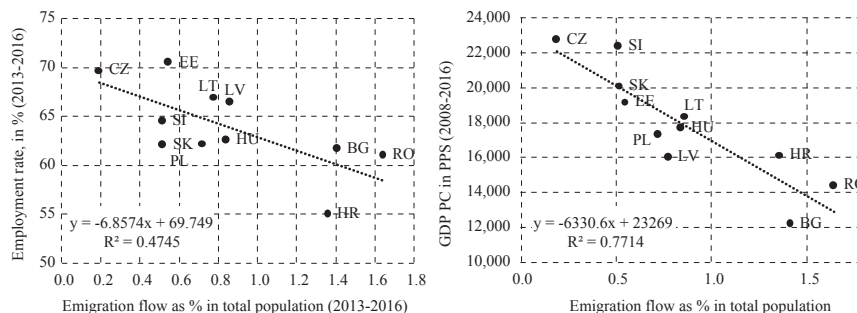 Employment rate, in % (2013-2016)
75
70
65
60
55
50
CZ
EE
LT
LV
SI
SK
PL
HU
BG
RO
HR
y = -6.8574x + 69.749
R² = 0.4745
0.0 0.2 0.4 0.6 0.8 1.0 1.2 1.4 1.6 1.8
Emigration flow as % in total population (2013-2016)
GDP PC in PPS (2008-2016)
24,000
22,000
20,000
18,000
16,000
14,000
12,000
10,000
CZ
SI
SK
EE
LT
HU
PL
LV
HR
RO
BG
y = -6330.6x + 23269
R² = 0.7714
0.0 0.5 1.0 1.5
Emigration flow as % in total population